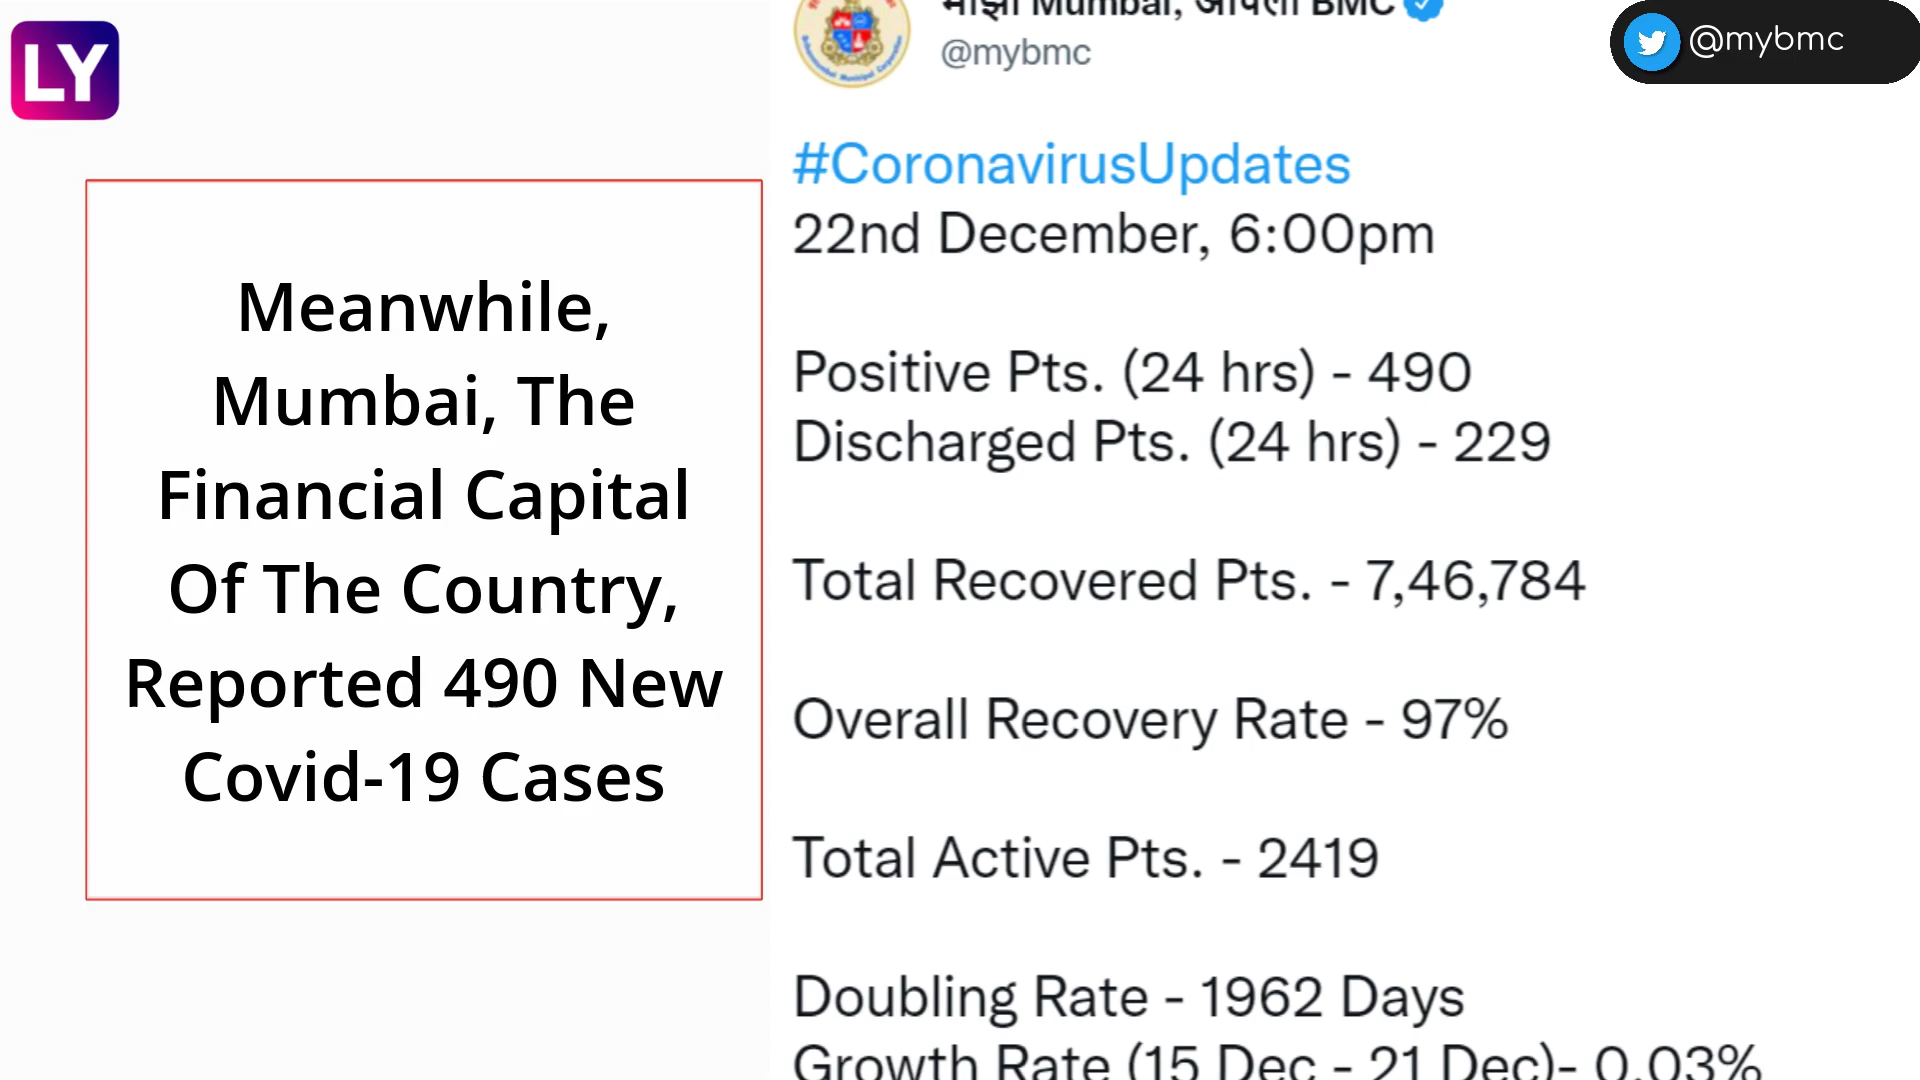 LY
Meanwhile,
Mumbai, The
Financial Capital
Of The Country,
Reported 490 New
Covid-19 Cases
माझी Mumbai, आपली BMC
@mybmc
@mybmc
#CoronavirusUpdates
22nd December, 6:00pm
Positive Pts. (24 hrs) - 490
Discharged Pts. (24 hrs) - 229
Total Recovered Pts. - 7,46,784
Overall Recovery Rate - 97%
Total Active Pts. - 2419
Doubling Rate - 1962 Days
Growth Rate (15 Dec - 21 Dec)- 0.03%